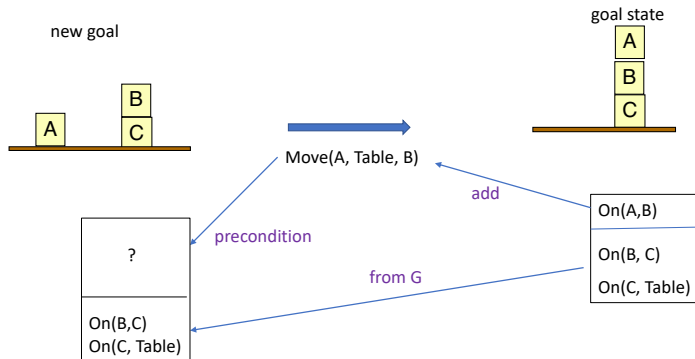 new goal
goal state
A
B
C
A
B
C
Move(A, Table, B)
add
On(A,B)
precondition
?
On(B, C)
from G
On(C, Table)
On(B,C)
On(C, Table)